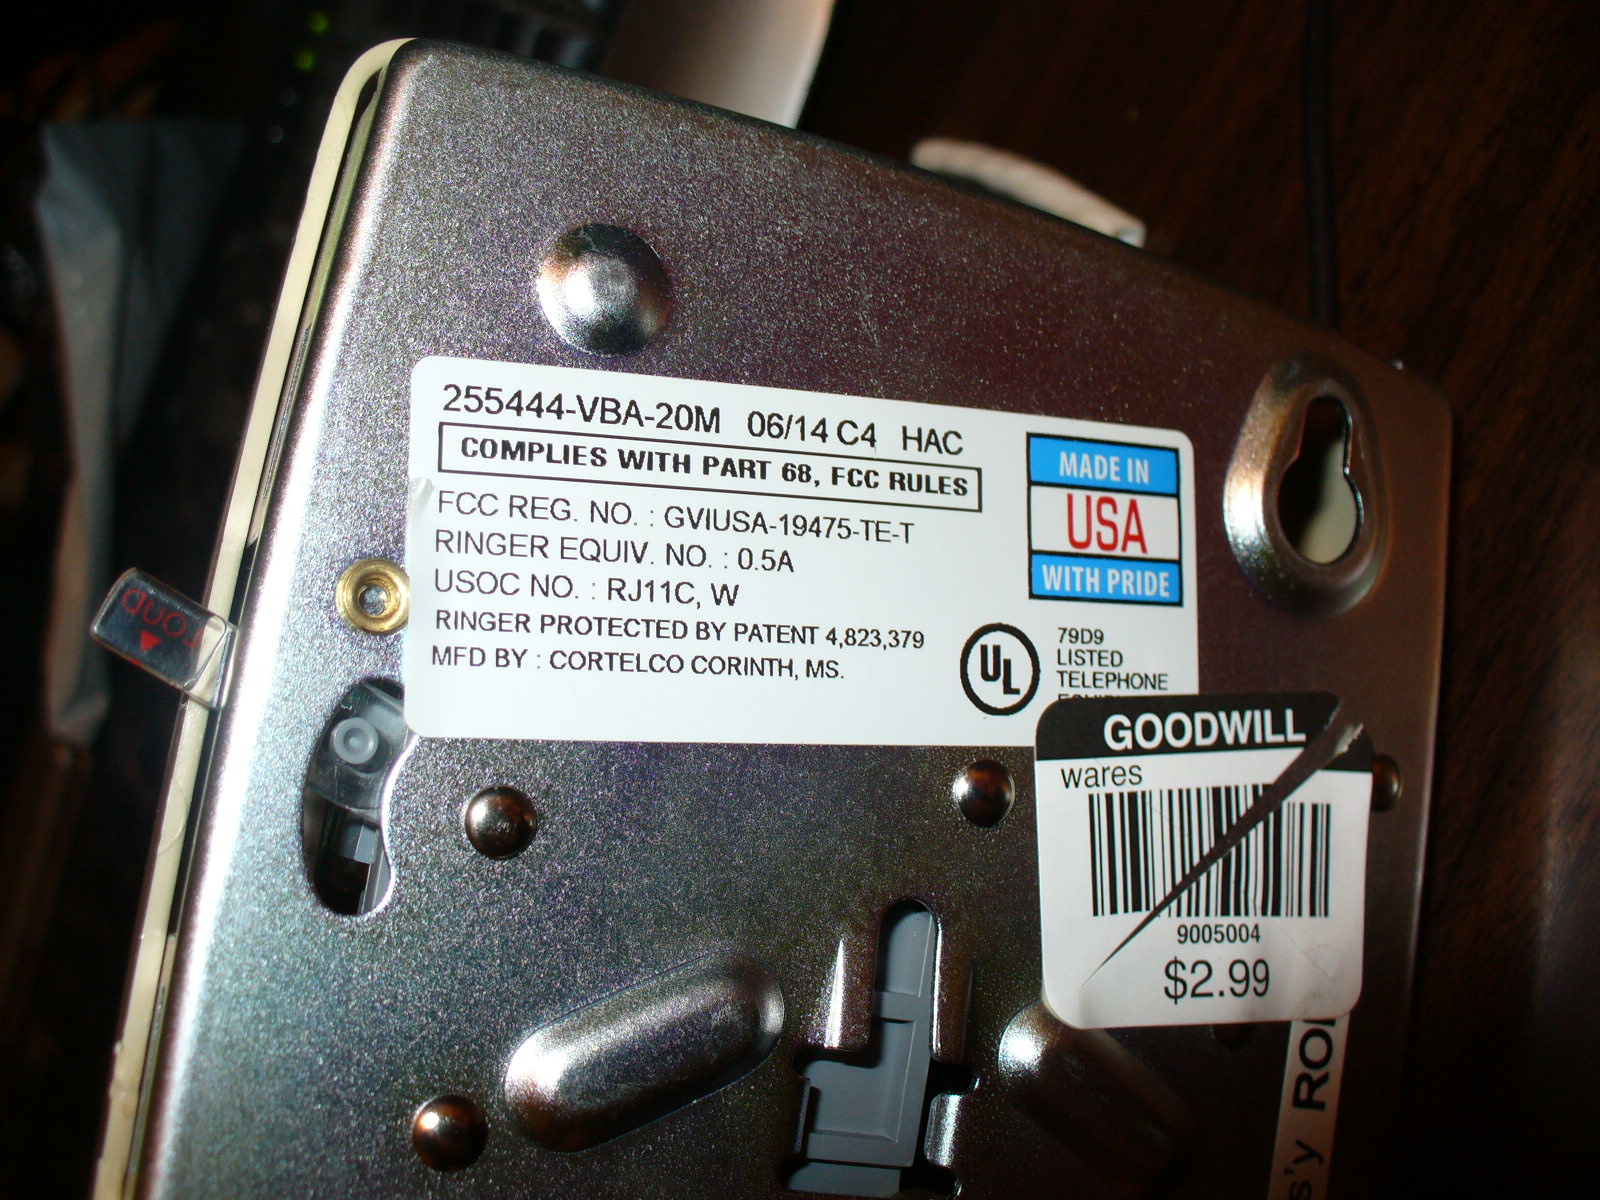 255444-VBA-20M 06/14 C4 HAC
COMPLIES WITH PART 68, FCC RULES
FCC REG. NO. : GVIUSA-19475-TE-T
RINGER EQUIV. NO. : 0.5A
USOC NO. : RJ11C, W
RINGER PROTECTED BY PATENT 4,823,379
MFD BY : CORTELCO CORINTH, MS.
MADE IN
USA
WITH PRIDE
UL
79D9
LISTED
TELEPHONE
GOODWILL
wares
9005004
$2.99
LOUD
s'y